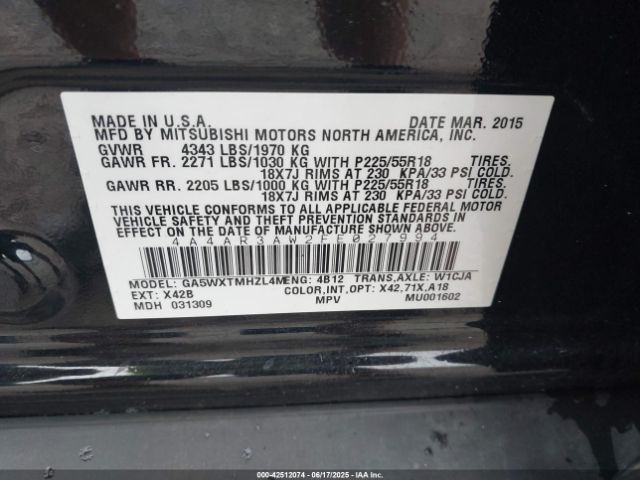 MADE IN U.S.A. DATE MAR. 2015
MFD BY MITSUBISHI MOTORS NORTH AMERICA, INC.
GVWR 4343 LBS/1970 KG
GAWR FR. 2271 LBS/1030 KG WITH P225/55R18 TIRES.
18X7J RIMS AT 230 KPA/33 PSI COLD.
GAWR RR. 2205 LBS/1000 KG WITH P225/55R18 TIRES.
18X7J RIMS AT 230 KPA/33 PSI COLD.
THIS VEHICLE CONFORMS TO ALL APPLICABLE FEDERAL MOTOR
VEHICLE SAFETY AND THEFT PREVENTION STANDARDS IN
EFFECT ON THE DATE OF MANUFACTURE SHOWN ABOVE.
4A4AR3AW2FE027994
MODEL: GA5WXTMHZL4M ENG: 4B12 TRANS,AXLE: W1CJA
EXT: X42B COLOR,INT,OPT: X42,71X,A18
MDH 031309 MPV MU001602
000-42512074 - 06/17/2025 - IAA Inc.